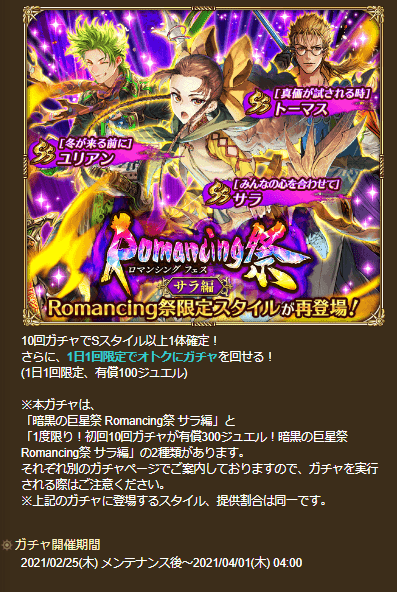 [真価が試される時]
SS トーマス
[冬が来る前に]
SS ユリアン
[みんなの心を合わせて]
SS サラ
Romancing祭
ロマンシング フェス
サラ編
Romancing祭限定スタイルが再登場!
10回ガチャでSスタイル以上1体確定！
さらに、1日1回限定でオトクにガチャを回せる！
(1日1回限定、有償100ジュエル)
※本ガチャは、
「暗黒の巨星祭 Romancing祭 サラ編」と
「1度限り！初回10回ガチャが有償300ジュエル！暗黒の巨星祭
Romancing祭 サラ編」の2種類があります。
それぞれ別のガチャページでご案内しておりますので、ガチャを実行
される際はご注意ください。
※上記のガチャに登場するスタイル、提供割合は同一です。
ガチャ開催期間
2021/02/25(木) メンテナンス後～2021/04/01(木) 04:00